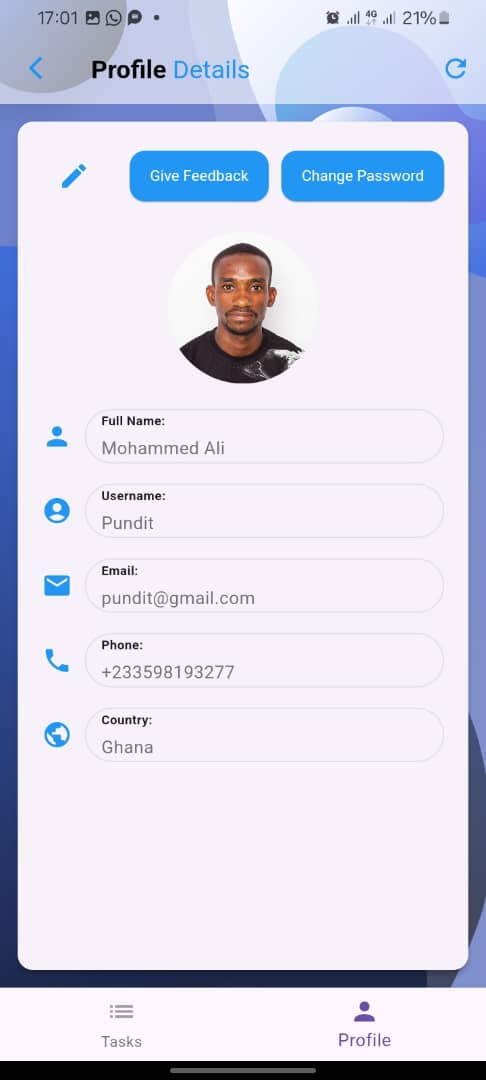 17:01
4G
21%
Profile Details
Give Feedback
Change Password
Full Name:
Mohammed Ali
Username:
Pundit
Email:
pundit@gmail.com
Phone:
+233598193277
Country:
Ghana
Tasks
Profile